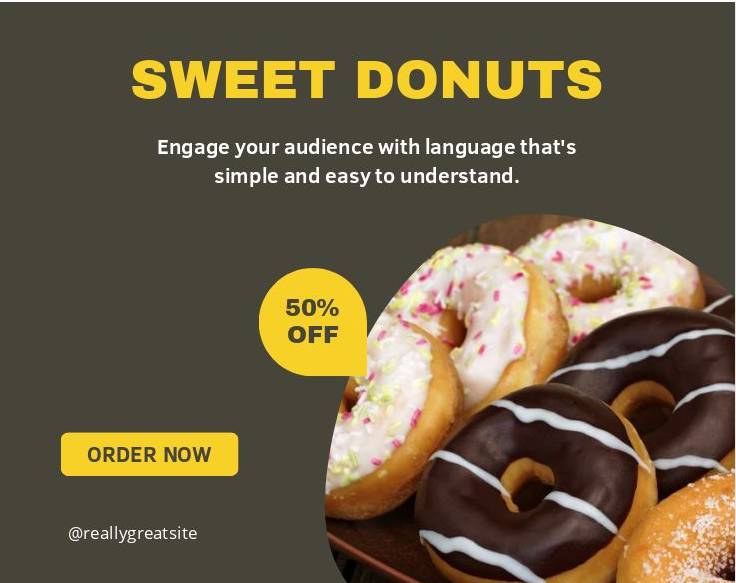 SWEET DONUTS
Engage your audience with language that's
simple and easy to understand.
50%
OFF
ORDER NOW
@reallygreatsite